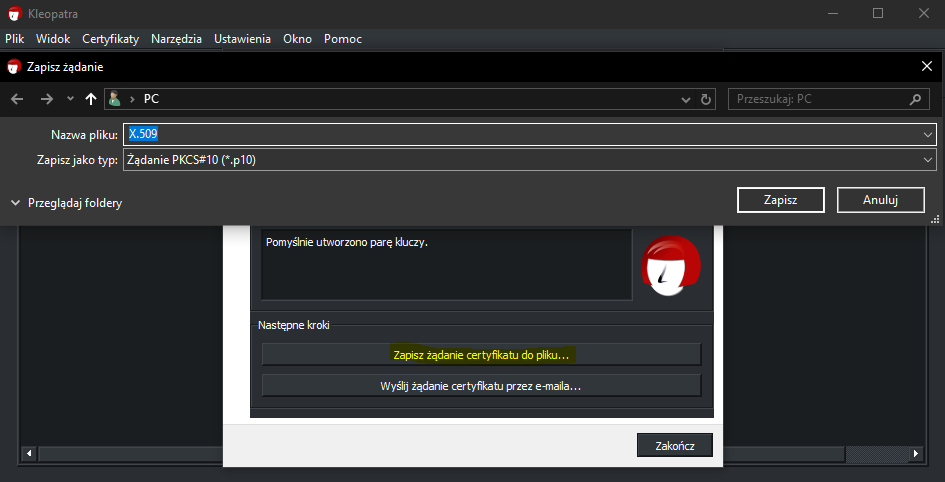 Kleopatra
Plik Widok Certyfikaty Narzędzia Ustawienia Okno Pomoc
Zapisz żądanie
PC
Przeszukaj: PC
Nazwa pliku: X.509
Zapisz jako typ: Żądanie PKCS#10 (*.p10)
Przeglądaj foldery
Zapisz
Anuluj
Pomyślnie utworzono parę kluczy.
Następne kroki
Zapisz żądanie certyfikatu do pliku...
Wyślij żądanie certyfikatu przez e-maila...
Zakończ